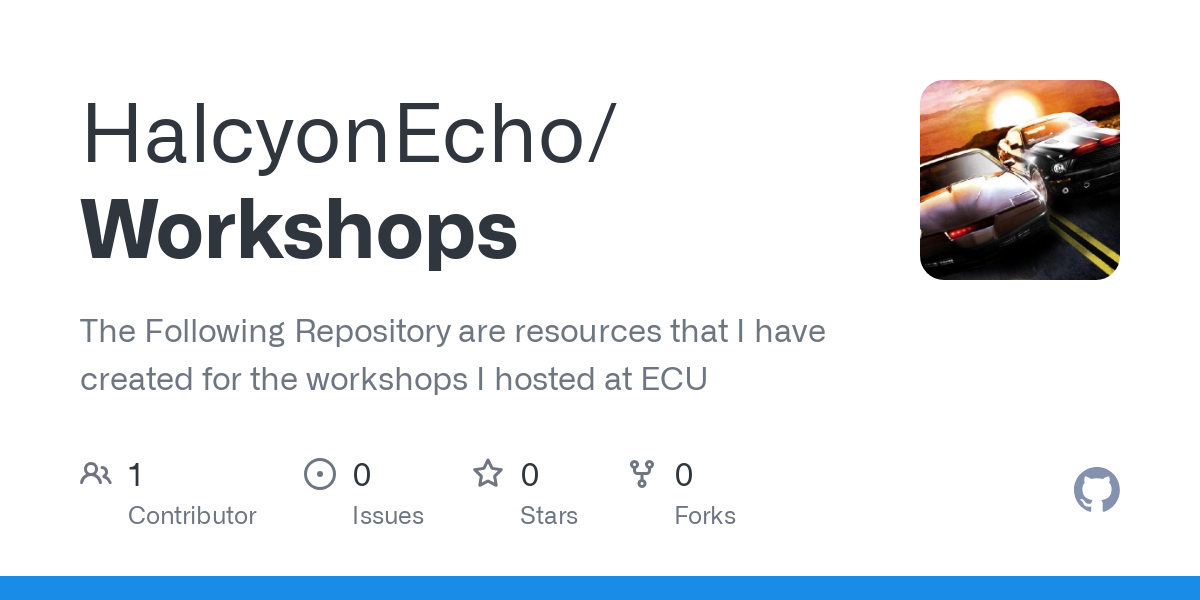 HalcyonEcho/
Workshops
The Following Repository are resources that I have
created for the workshops I hosted at ECU
1 0 0 0
Contributor Issues Stars Forks